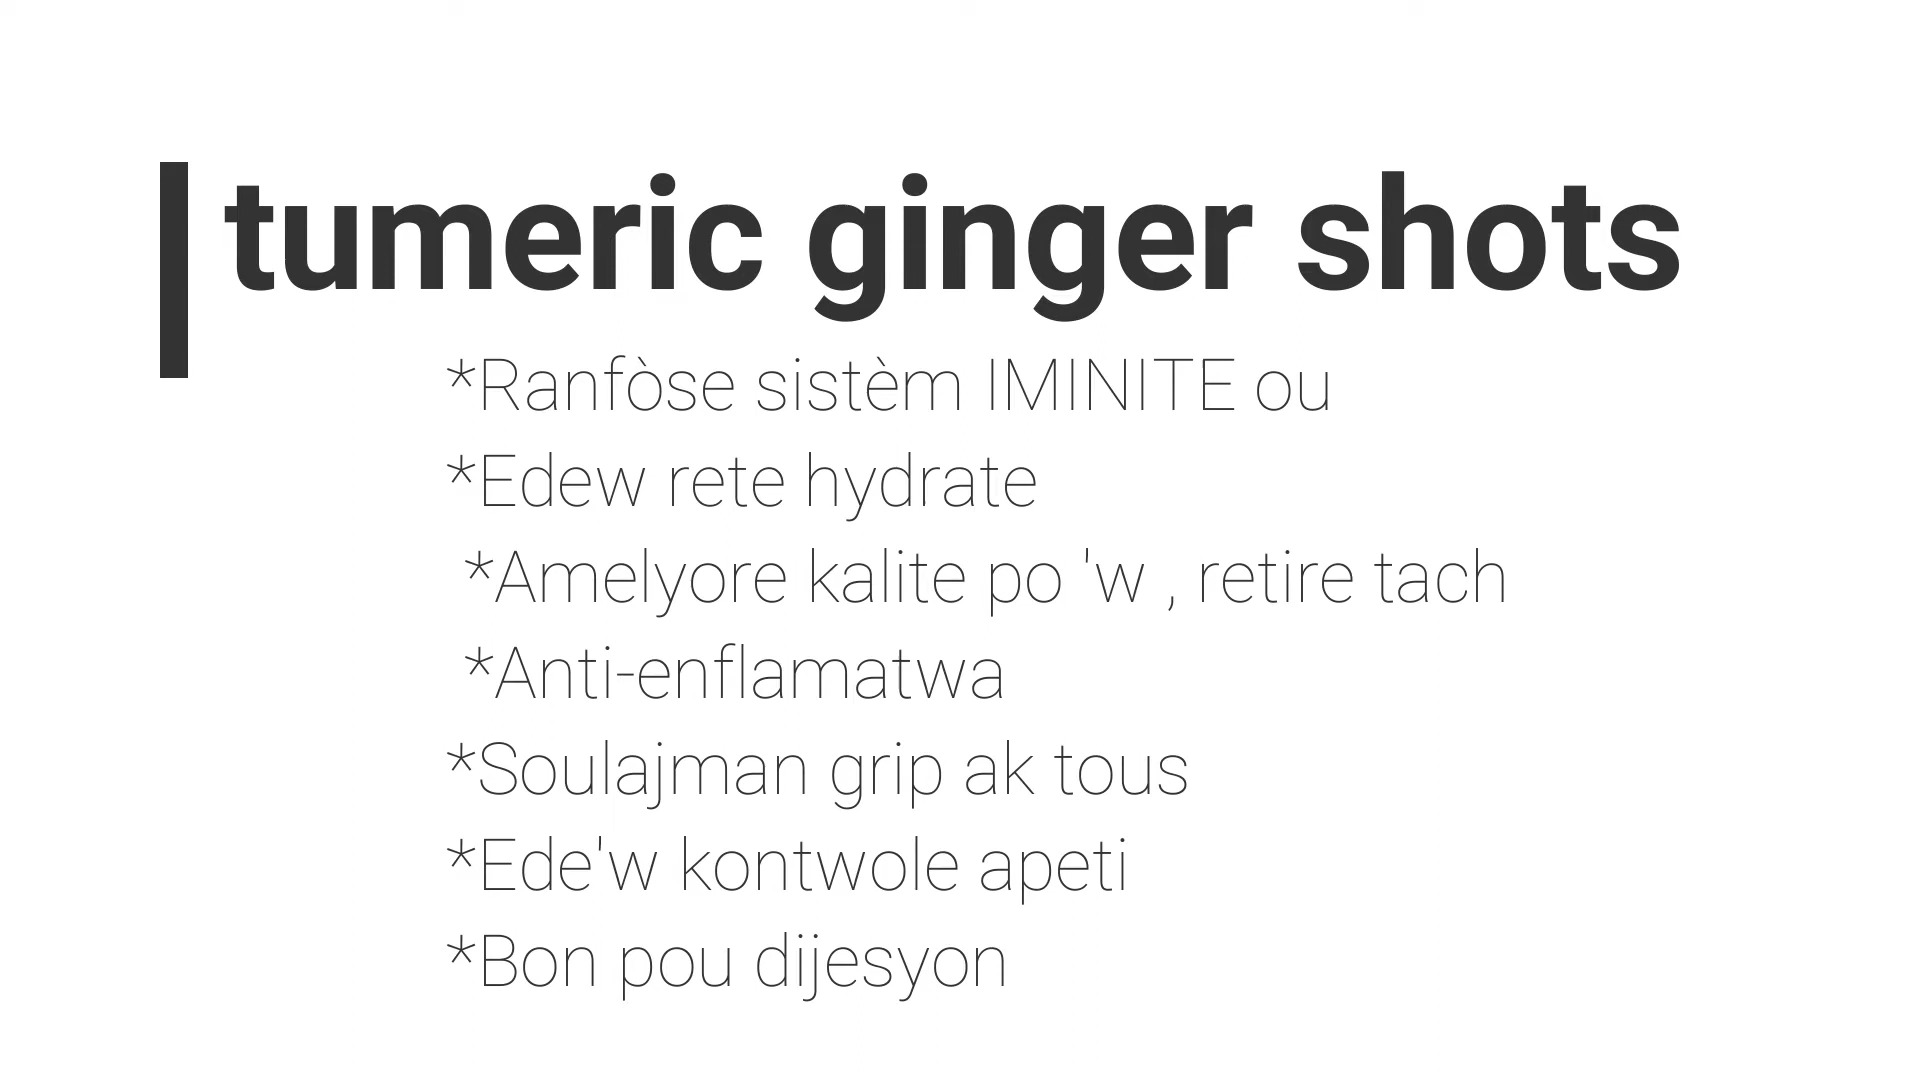 tumeric ginger shots
*Ranfòse sistèm IMINITE ou
*Edew rete hydrate
*Amelyore kalite po 'w , retire tach
*Anti-enflamatwa
*Soulajman grip ak tous
*Ede'w kontwole apeti
*Bon pou dijesyon